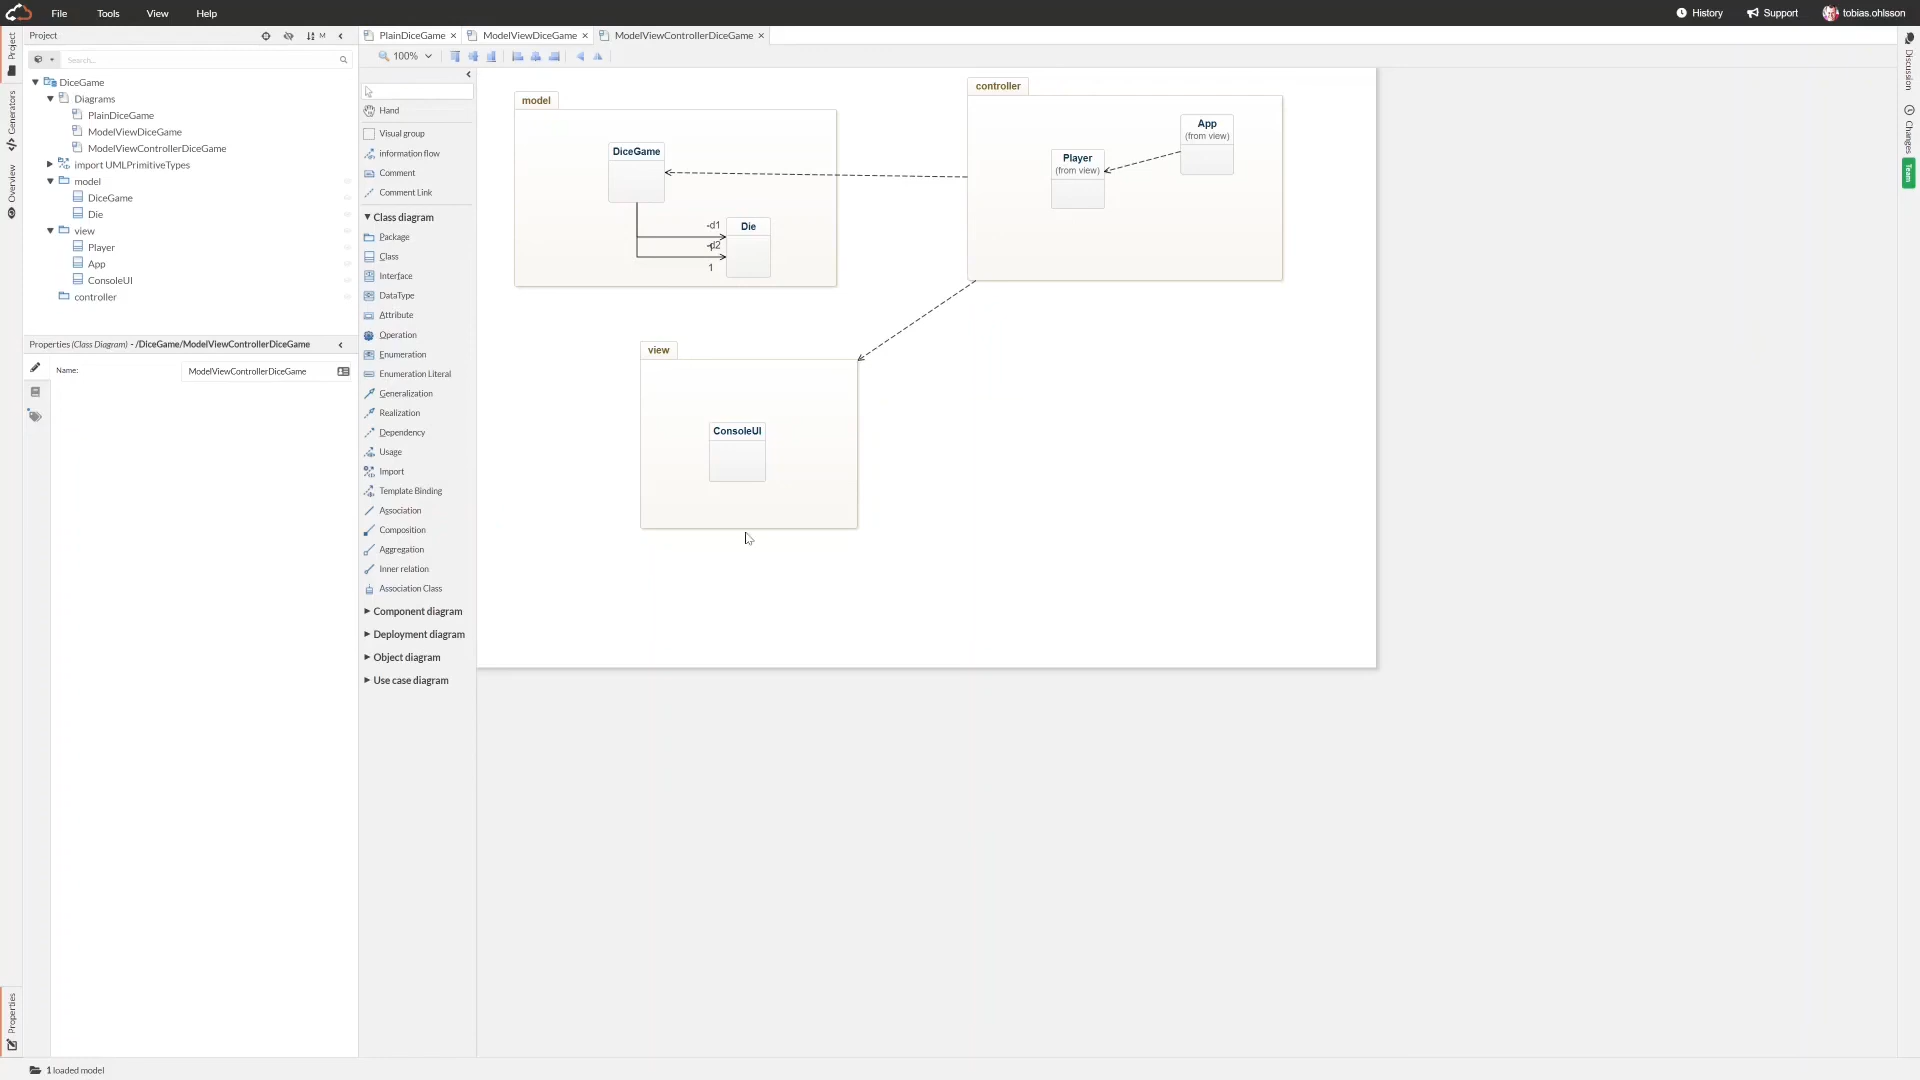 File Tools View Help
History Support tobias.ohlsson
Project
M
Search...
DiceGame
Diagrams
PlainDiceGame
ModelViewDiceGame
ModelViewControllerDiceGame
import UMLPrimitiveTypes
model
DiceGame
Die
view
Player
App
ConsoleUI
controller
Properties (Class Diagram) - /DiceGame/ModelViewControllerDiceGame
Name: ModelViewControllerDiceGame
Project
Generators
Overview
Properties
1 loaded model
PlainDiceGame ModelViewDiceGame ModelViewControllerDiceGame
100%
Hand
Visual group
information flow
Comment
Comment Link
Class diagram
Package
Class
Interface
DataType
Attribute
Operation
Enumeration
Enumeration Literal
Generalization
Realization
Dependency
Usage
Import
Template Binding
Association
Composition
Aggregation
Inner relation
Association Class
Component diagram
Deployment diagram
Object diagram
Use case diagram
model
DiceGame
-d1
-d2
1
Die
controller
App
(from view)
Player
(from view)
view
ConsoleUI
Discussion
Changes
Team